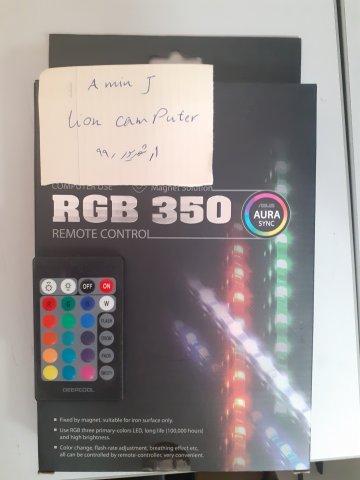 Amin J
Lion camPuter
COMPUTER USE
Magnet Solution
RGB 350
REMOTE CONTROL
ASUS
AURA
SYNC
OFF
ON
R
G
B
W
FLASH
STROBE
FADE
SMOOTH
DEEPCOOL
• Fixed by magnet, suitable for iron surface only.
• Use RGB three primary-colors LED, long life (100,000 hours)
and high brightness.
• Color change, flash-rate adjustment, breathing effect etc,
all can be controlled by remote-controller, very convenient.